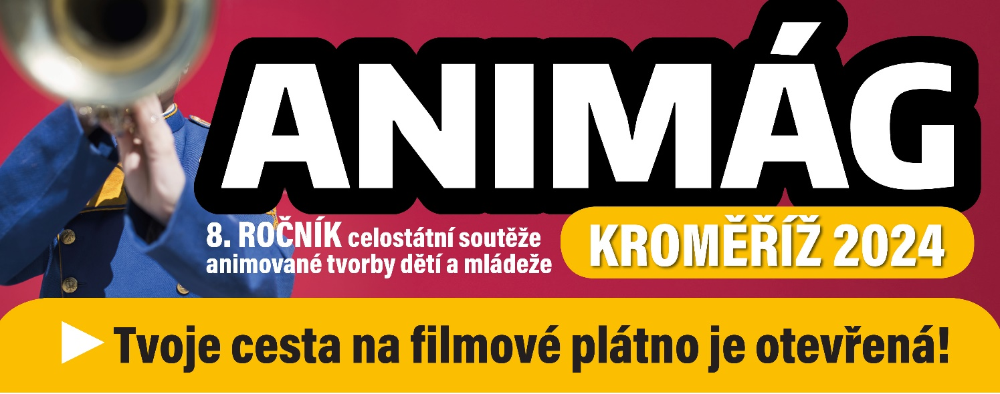 ANIMÁG
8. ROČNÍK celostátní soutěže
animované tvorby dětí a mládeže
KROMĚŘÍŽ 2024
Tvoje cesta na filmové plátno je otevřená!